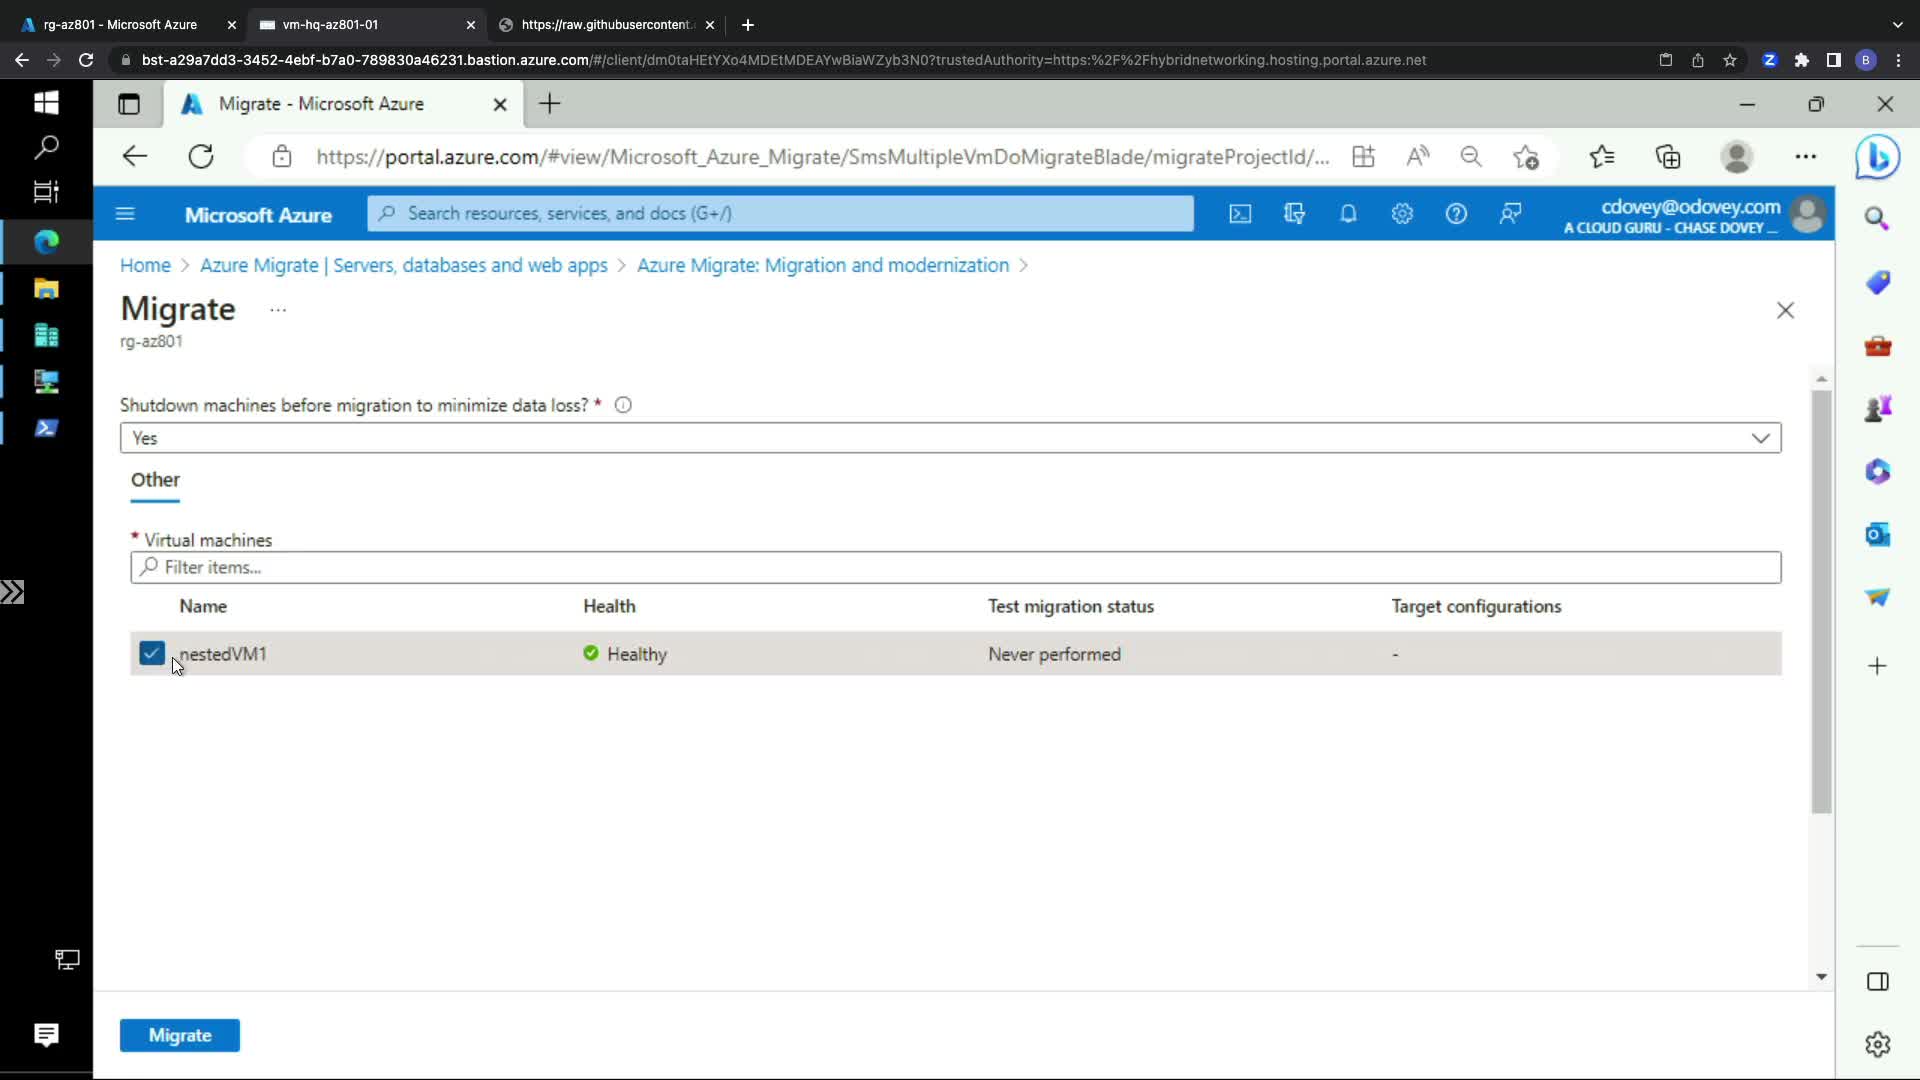 rg-az801 - Microsoft Azure
vm-hq-az801-01
https://raw.githubusercontent.
bst-a29a7dd3-3452-4ebf-b7a0-789830a46231.bastion.azure.com/#/client/dm0taHEtYXo4MDEtMDEAYwBiaWZyb3N0?trustedAuthority=https:%2F%2Fhybridnetworking.hosting.portal.azure.net
B
Migrate - Microsoft Azure
https://portal.azure.com/#view/Microsoft_Azure_Migrate/SmsMultipleVmDoMigrateBlade/migrateProjectId/...
Microsoft Azure
Search resources, services, and docs (G+/)
cdovey@odovey.com
A CLOUD GURU - CHASE DOVEY ...
Home > Azure Migrate | Servers, databases and web apps > Azure Migrate: Migration and modernization >
Migrate ...
rg-az801
Shutdown machines before migration to minimize data loss? *
Yes
Other
* Virtual machines
Filter items...
Name Health Test migration status Target configurations
nestedVM1 Healthy Never performed -
Migrate